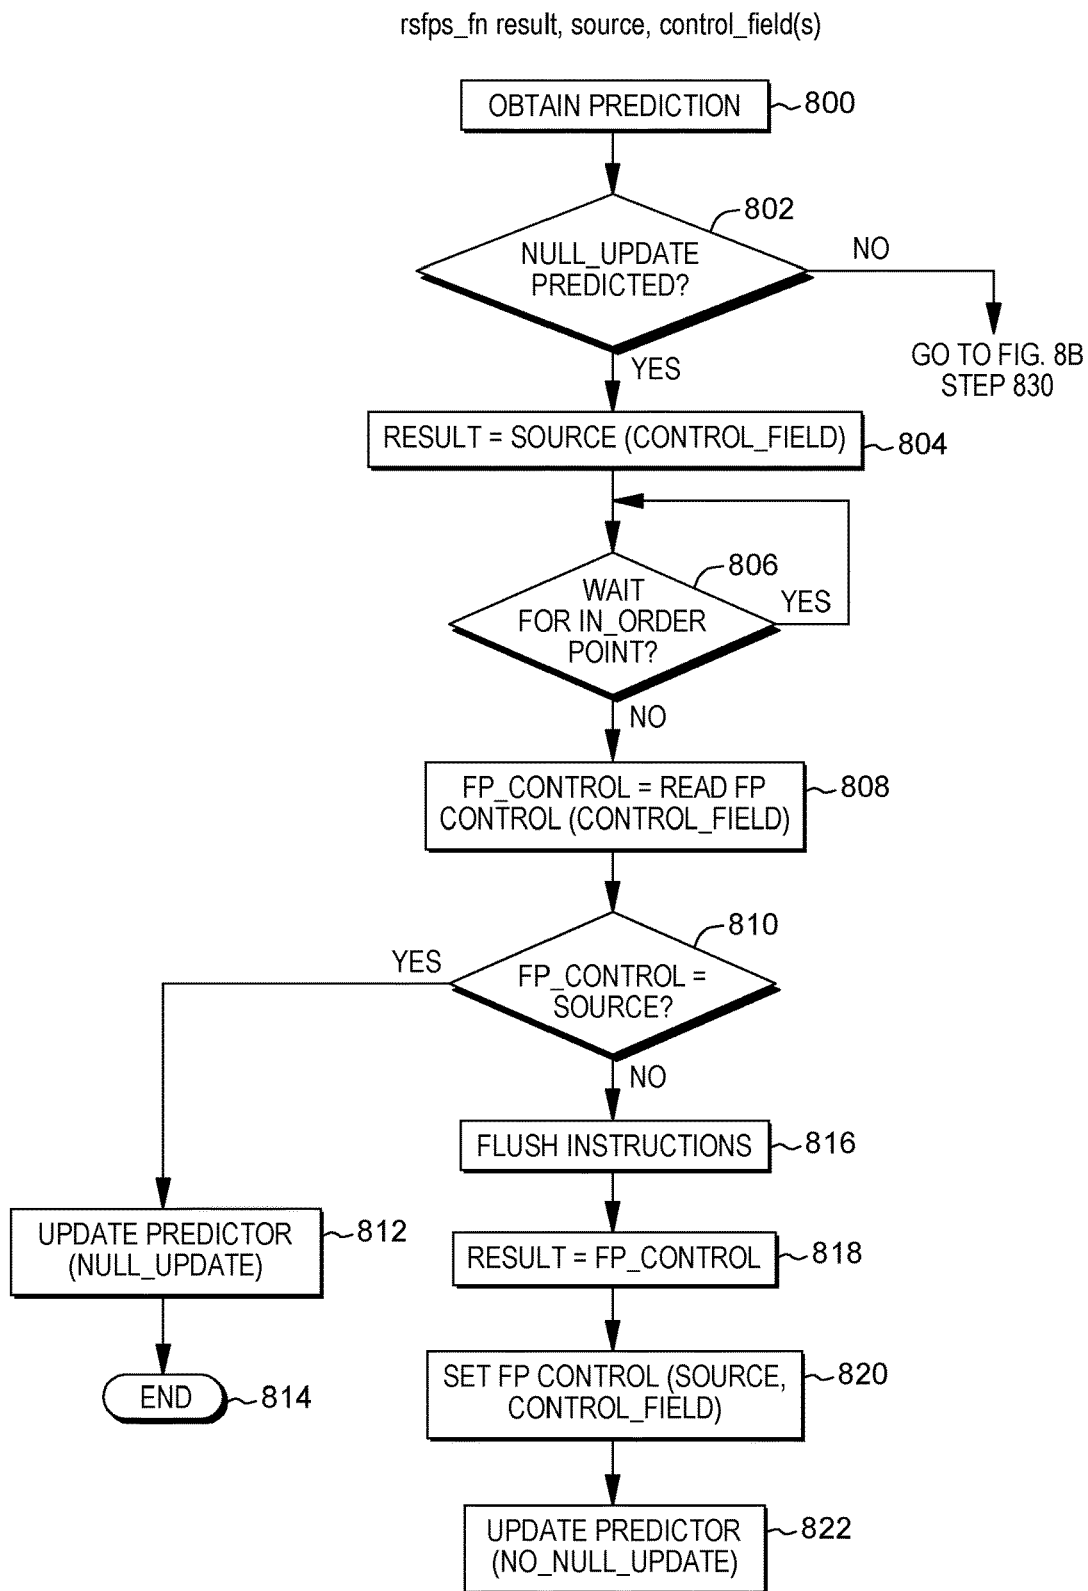 rsfps_fn result, source, control_field(s)
OBTAIN PREDICTION
800
802
NULL_UPDATE
PREDICTED?
NO
GO TO FIG. 8B
STEP 830
YES
RESULT = SOURCE (CONTROL_FIELD)
804
806
WAIT
FOR IN_ORDER
POINT?
YES
NO
FP_CONTROL = READ FP
CONTROL (CONTROL_FIELD)
808
810
YES
FP_CONTROL =
SOURCE?
NO
FLUSH INSTRUCTIONS
816
UPDATE PREDICTOR
(NULL_UPDATE)
812
RESULT = FP_CONTROL
818
END
814
SET FP CONTROL (SOURCE,
CONTROL_FIELD)
820
UPDATE PREDICTOR
(NO_NULL_UPDATE)
822